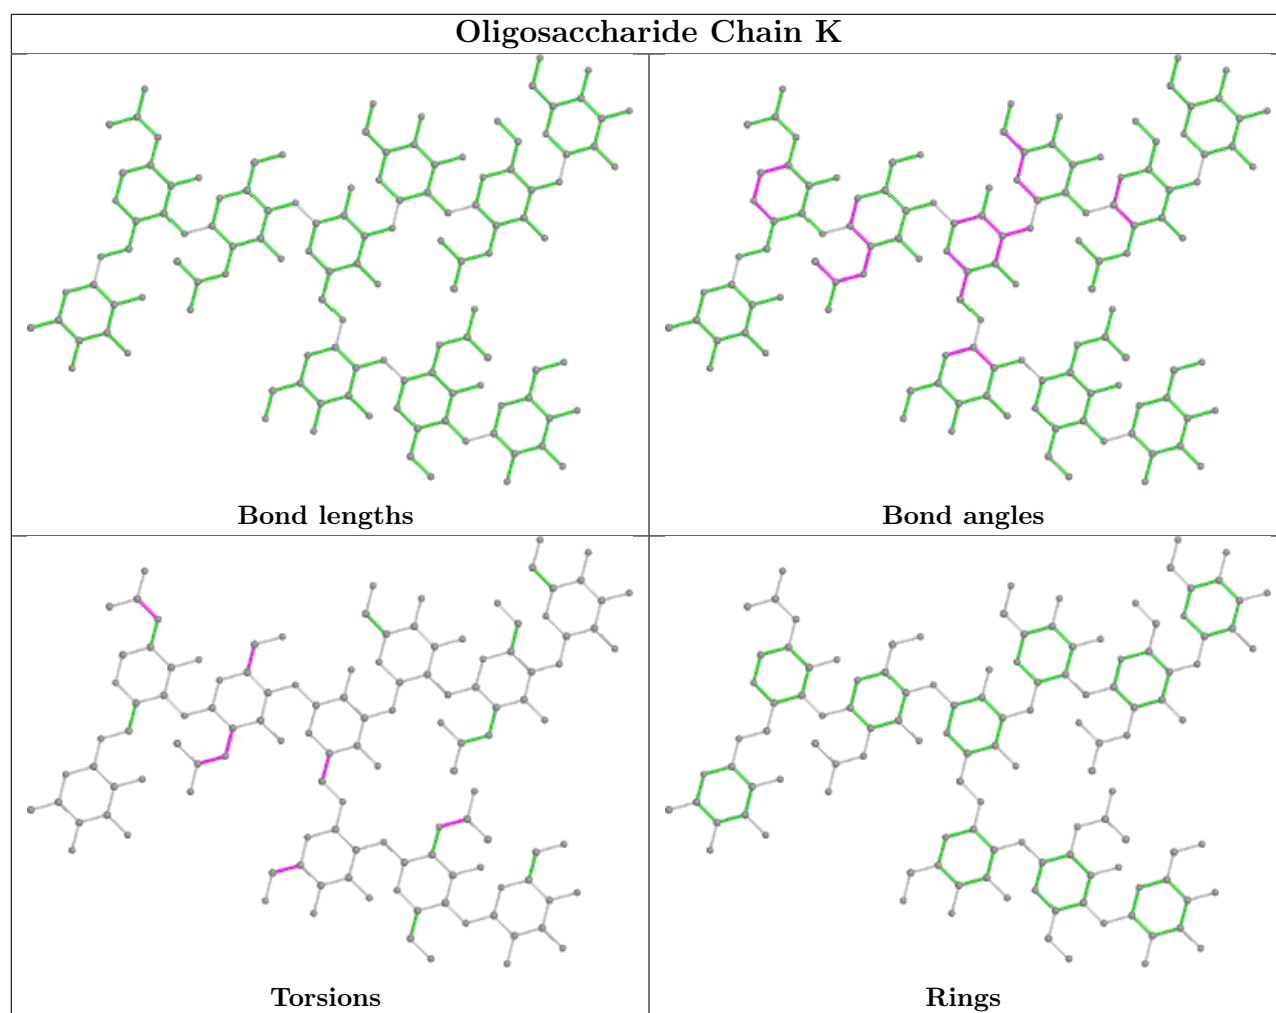 Oligosaccharide Chain K
Bond lengths
Bond angles
Torsions
Rings